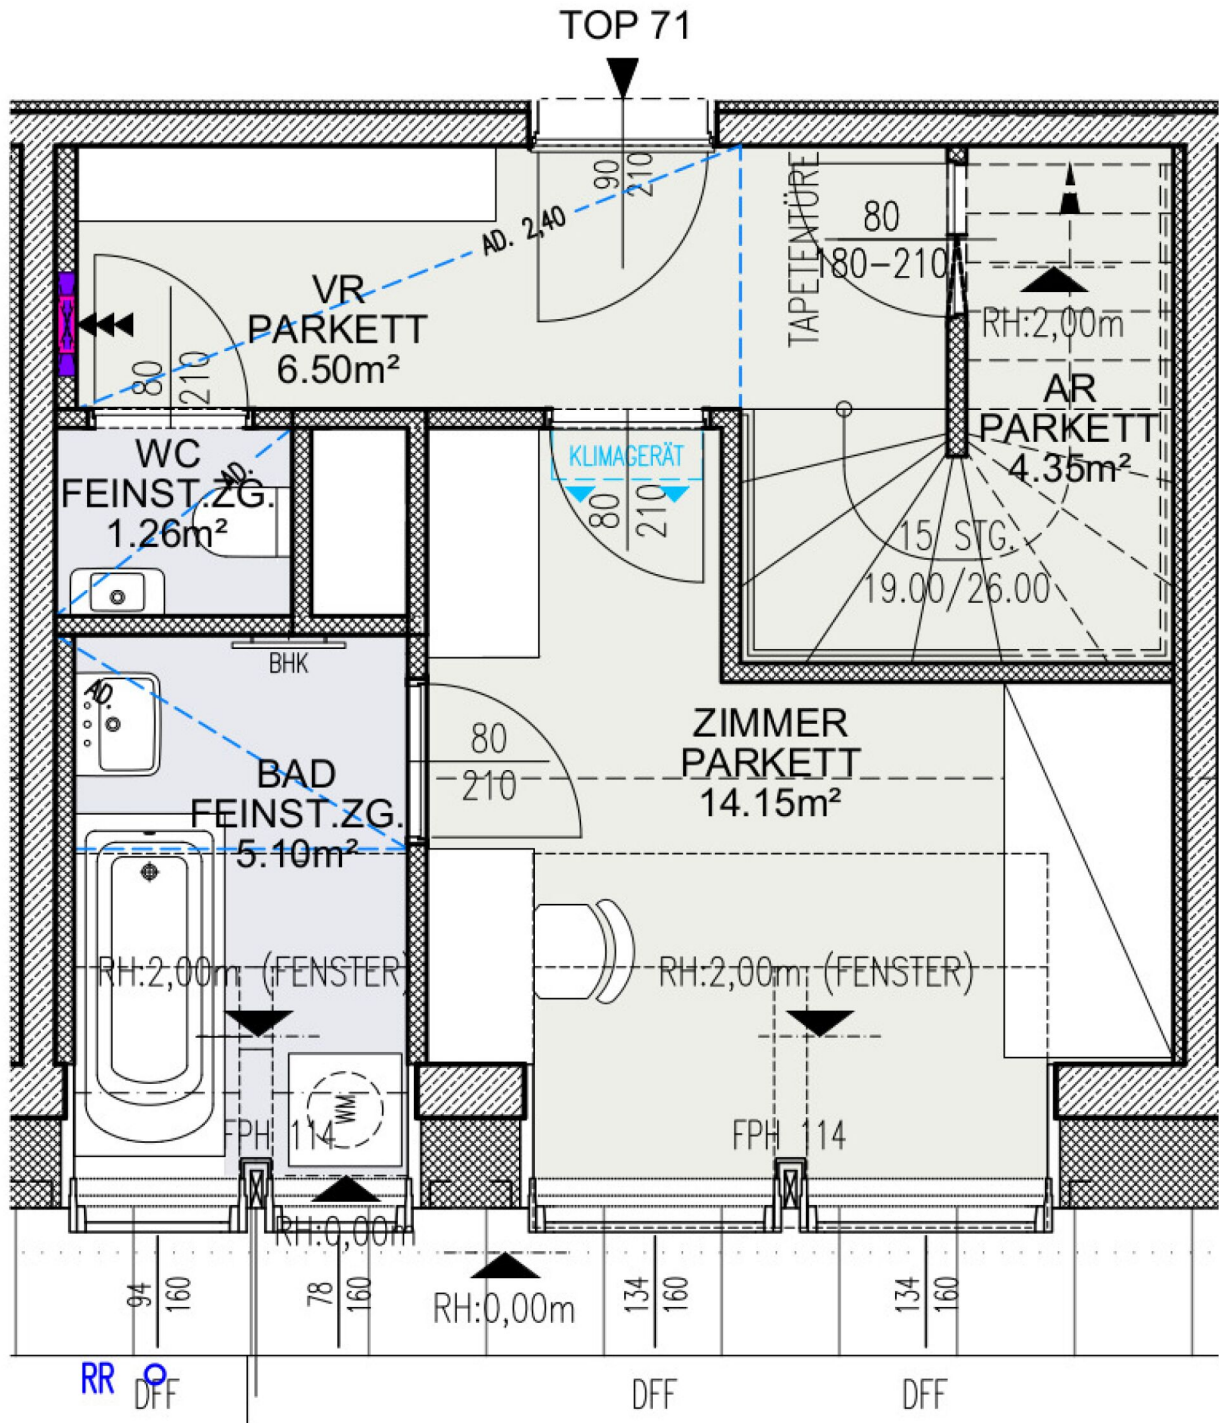 TOP 71
90
210
AD. 2,40
TAPETENTÜRE
80
180-210
RH:2,00m
VR
PARKETT
6.50m²
80
210
AR
PARKETT
4.35m²
WC
FEINST.ZG.
1.26m²
AD.
KLIMAGERÄT
80
210
15 STG.
19.00/26.00
BHK
AD.
BAD
FEINST.ZG.
5.10m²
80
210
ZIMMER
PARKETT
14.15m²
RH:2,00m (FENSTER)
RH:2,00m (FENSTER)
WM
FPH 114
FPH 114
RH:0,00m
RH:0,00m
94
160
78
160
134
160
134
160
RR
DFF
DFF
DFF